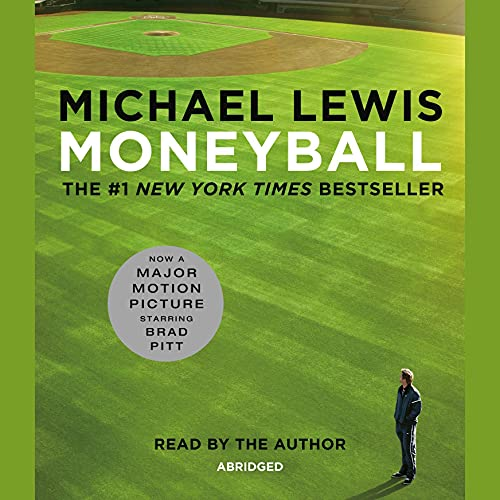 MICHAEL LEWIS
MONEYBALL
THE #1 NEW YORK TIMES BESTSELLER
NOW A
MAJOR
MOTION
PICTURE
STARRING
BRAD
PITT
READ BY THE AUTHOR
ABRIDGED